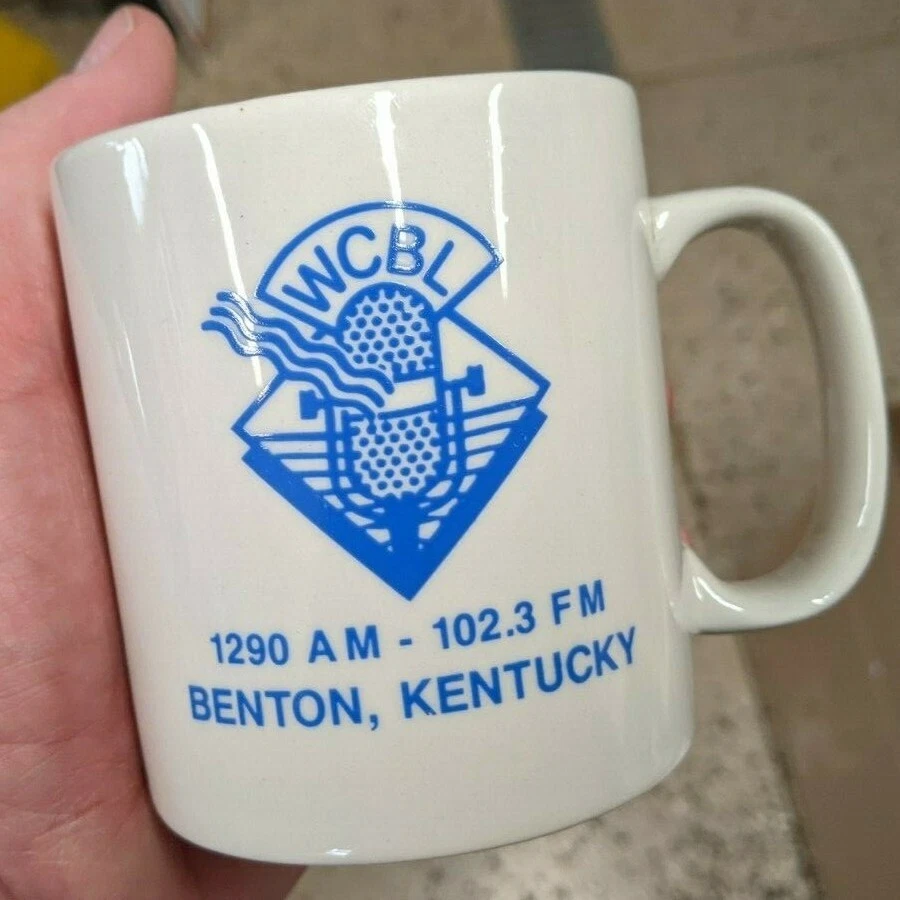 WCBL
1290 AM - 102.3 FM
BENTON, KENTUCKY